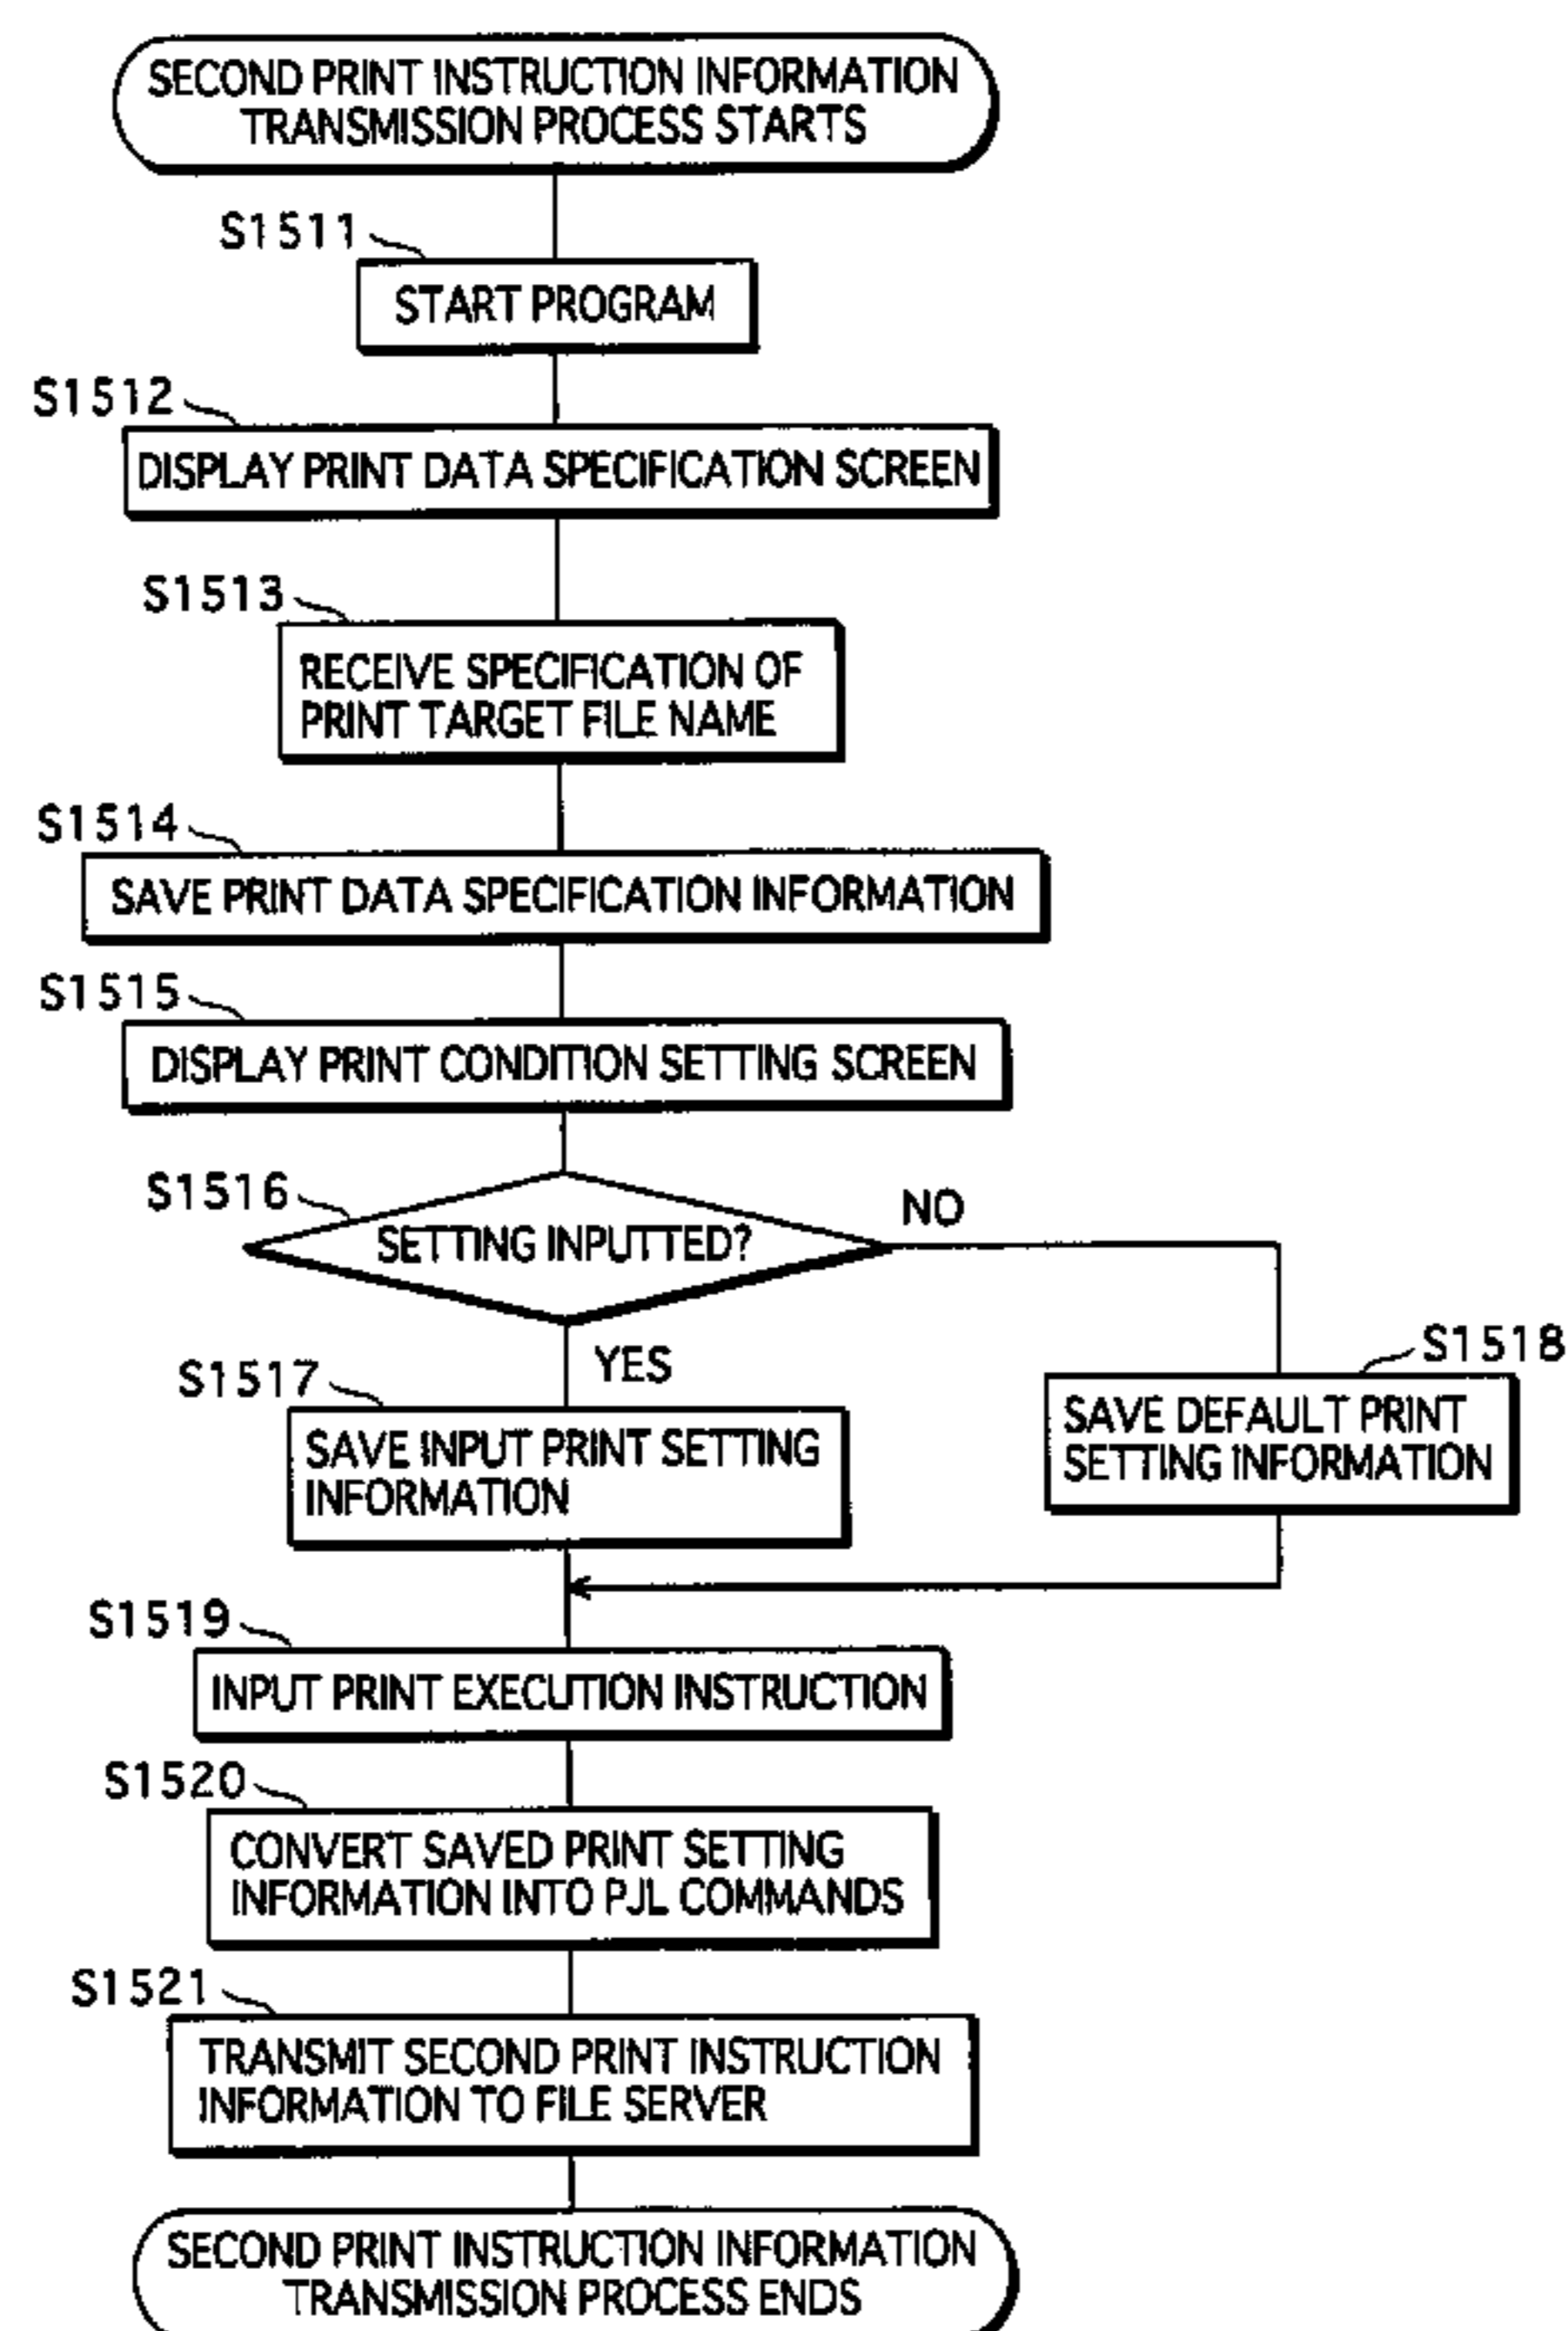 SECOND PRINT INSTRUCTION INFORMATION
TRANSMISSION PROCESS STARTS
S1511
START PROGRAM
S1512
DISPLAY PRINT DATA SPECIFICATION SCREEN
S1513
RECEIVE SPECIFICATION OF
PRINT TARGET FILE NAME
S1514
SAVE PRINT DATA SPECIFICATION INFORMATION
S1515
DISPLAY PRINT CONDITION SETTING SCREEN
S1516
SETTING INPUTTED?
NO
YES
S1517
SAVE INPUT PRINT SETTING
INFORMATION
S1518
SAVE DEFAULT PRINT
SETTING INFORMATION
S1519
INPUT PRINT EXECUTION INSTRUCTION
S1520
CONVERT SAVED PRINT SETTING
INFORMATION INTO PJL COMMANDS
S1521
TRANSMIT SECOND PRINT INSTRUCTION
INFORMATION TO FILE SERVER
SECOND PRINT INSTRUCTION INFORMATION
TRANSMISSION PROCESS ENDS